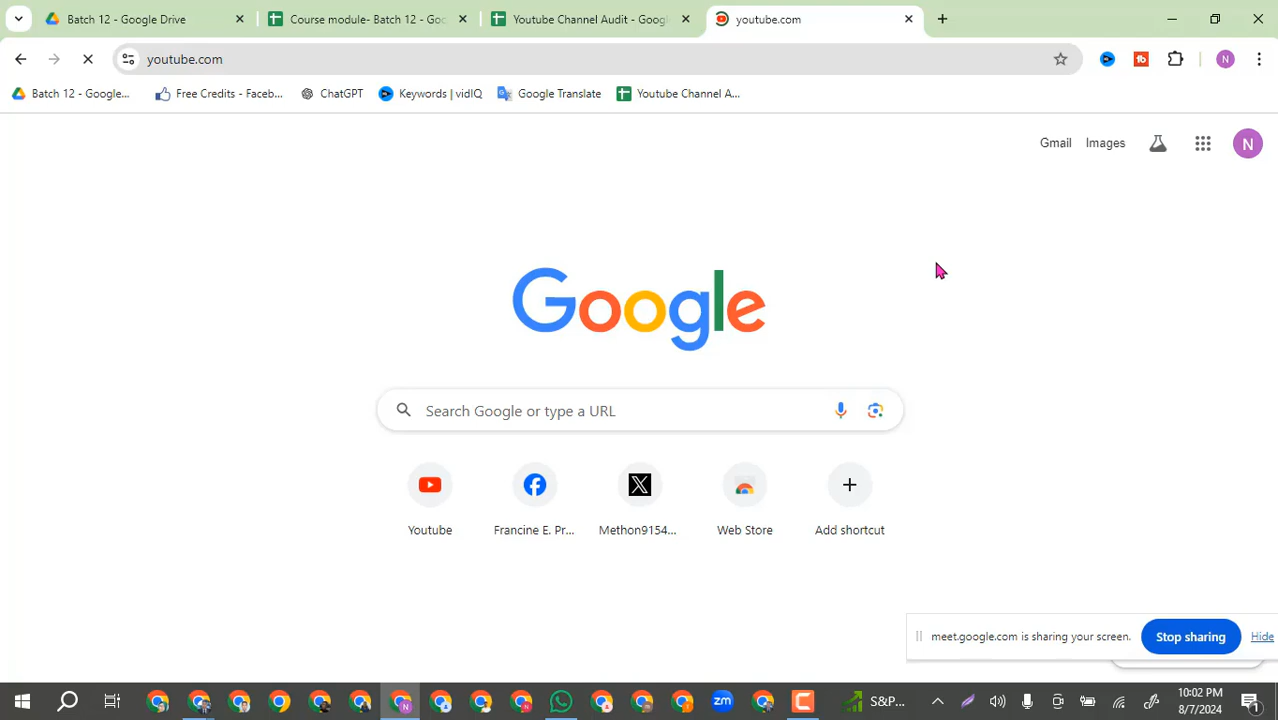 Batch 12 - Google Drive
Course module- Batch 12 - Goo
Youtube Channel Audit - Google
youtube.com
youtube.com
N
Batch 12 - Google...
Free Credits - Faceb...
ChatGPT
Keywords | vidIQ
Google Translate
Youtube Channel A...
Gmail
Images
N
Google
Search Google or type a URL
Youtube
Francine E. Pr...
Methon9154...
Web Store
Add shortcut
meet.google.com is sharing your screen.
Stop sharing
Hide
zm
S&P...
10:02 PM
8/7/2024